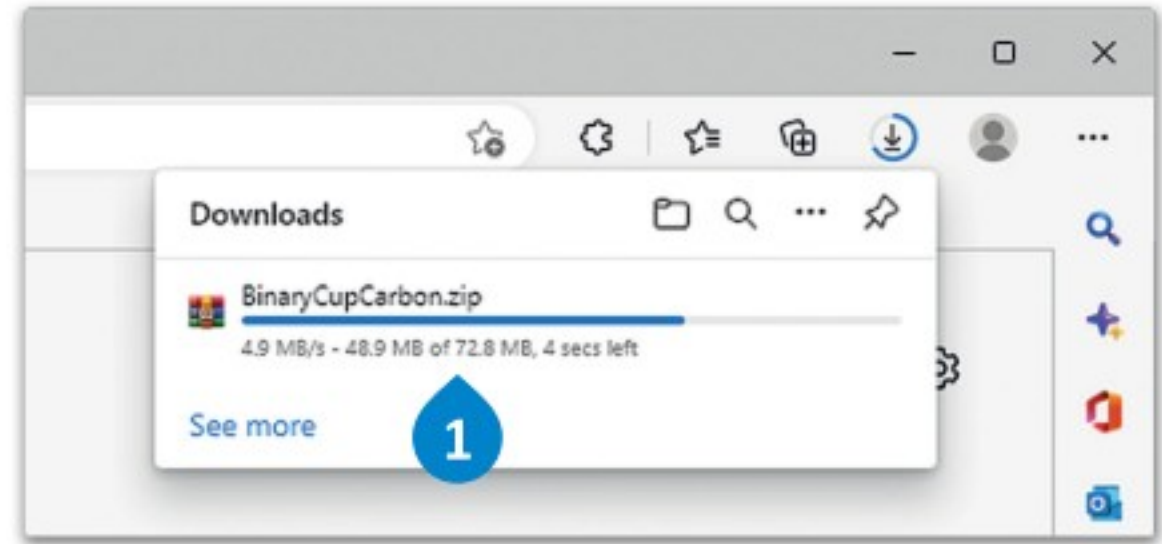 Downloads
BinaryCupCarbon.zip
4.9 MB/s - 48.9 MB of 72.8 MB, 4 secs left
See more
1